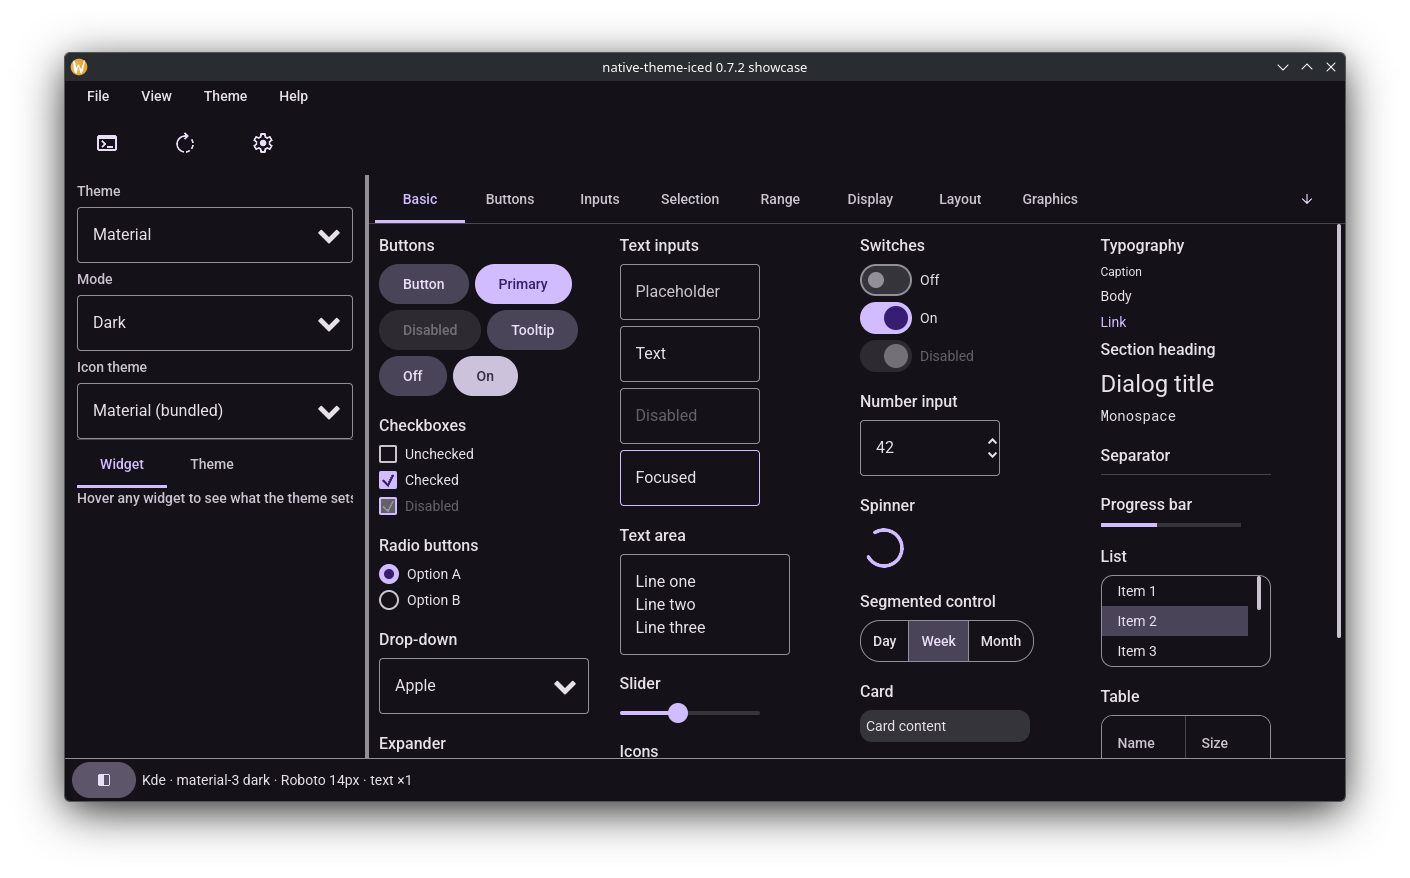 native-theme-iced 0.7.2 showcase
File View Theme Help
Theme
Material
Mode
Dark
Icon theme
Material (bundled)
Widget Theme
Hover any widget to see what the theme sets
Basic Buttons Inputs Selection Range Display Layout Graphics
Buttons
Button Primary
Disabled Tooltip
Off On
Checkboxes
Unchecked
Checked
Disabled
Radio buttons
Option A
Option B
Drop-down
Apple
Expander
Text inputs
Placeholder
Text
Disabled
Focused
Text area
Line one
Line two
Line three
Slider
Icons
Switches
Off
On
Disabled
Number input
42
Spinner
Segmented control
Day Week Month
Card
Card content
Typography
Caption
Body
Link
Section heading
Dialog title
Monospace
Separator
Progress bar
List
Item 1
Item 2
Item 3
Table
Name Size
Kde · material-3 dark · Roboto 14px · text ×1